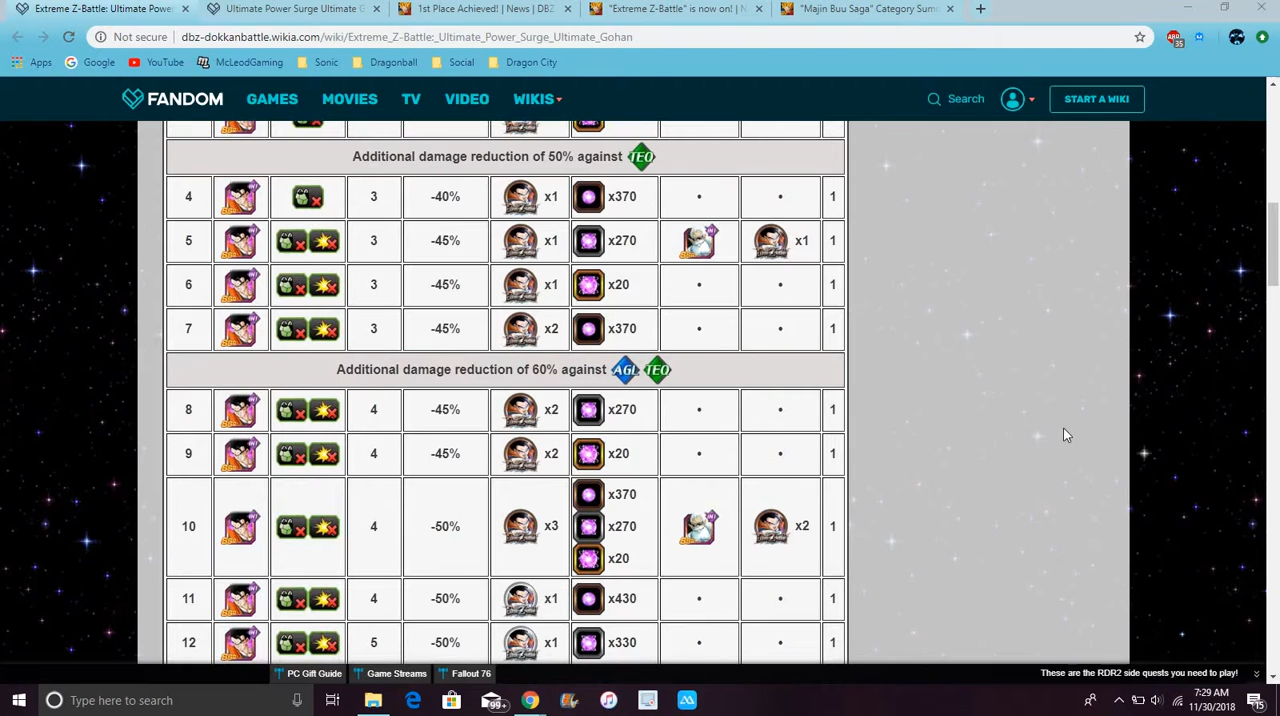 Extreme Z-Battle: Ultimate Power
Ultimate Power Surge Ultimate G
1st Place Achieved! | News | DBZ
"Extreme Z-Battle" is now on! | N
"Majin Buu Saga" Category Sum
Not secure | dbz-dokkanbattle.wikia.com/wiki/Extreme_Z-Battle:_Ultimate_Power_Surge_Ultimate_Gohan
ABP 35
Apps Google YouTube McLeodGaming Sonic Dragonball Social Dragon City
FANDOM GAMES MOVIES TV VIDEO WIKIS Search START A WIKI
Additional damage reduction of 50% against TEQ
4 3 -40% x1 x370 • • 1
5 3 -45% x1 x270 x1 1
6 3 -45% x1 x20 • • 1
7 3 -45% x2 x370 • • 1
Additional damage reduction of 60% against AGL TEQ
8 4 -45% x2 x270 • • 1
9 4 -45% x2 x20 • • 1
x370
10 4 -50% x3 x270 x2 1
x20
11 4 -50% x1 x430 • • 1
12 5 -50% x1 x330 • • 1
PC Gift Guide Game Streams Fallout 76 These are the RDR2 side quests you need to play!
Type here to search
99+
7:29 AM
11/30/2018
15